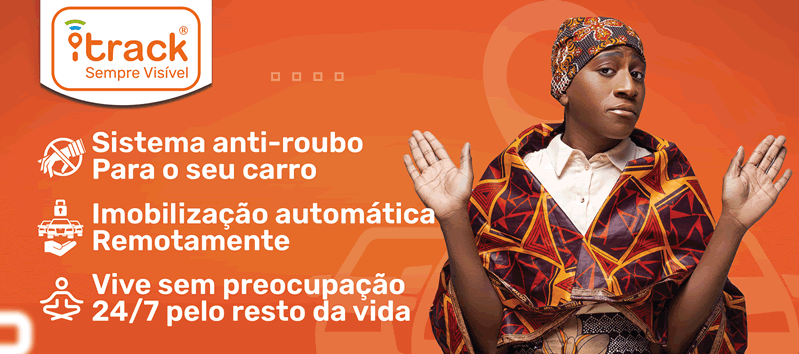 itrack®
Sempre Visível
Sistema anti-roubo
Para o seu carro
Imobilização automática
Remotamente
Vive sem preocupação
24/7 pelo resto da vida